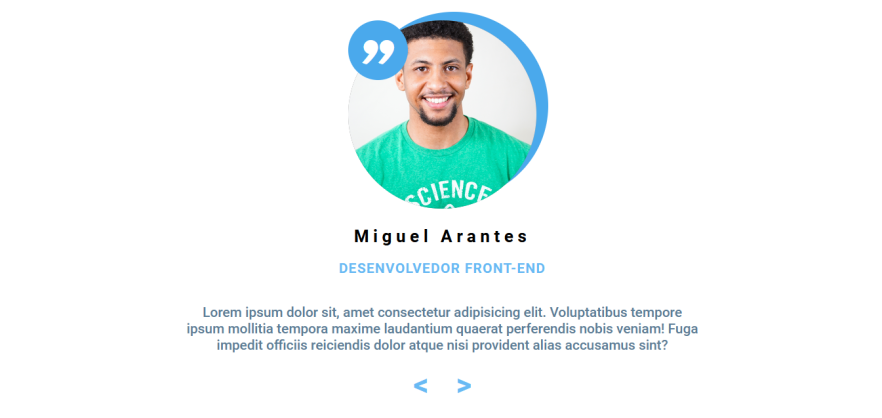 ”
SCIENCE
Miguel Arantes
DESENVOLVEDOR FRONT-END
Lorem ipsum dolor sit, amet consectetur adipisicing elit. Voluptatibus tempore
ipsum mollitia tempora maxime laudantium quaerat perferendis nobis veniam! Fuga
impedit officiis reiciendis dolor atque nisi provident alias accusamus sint?
< >